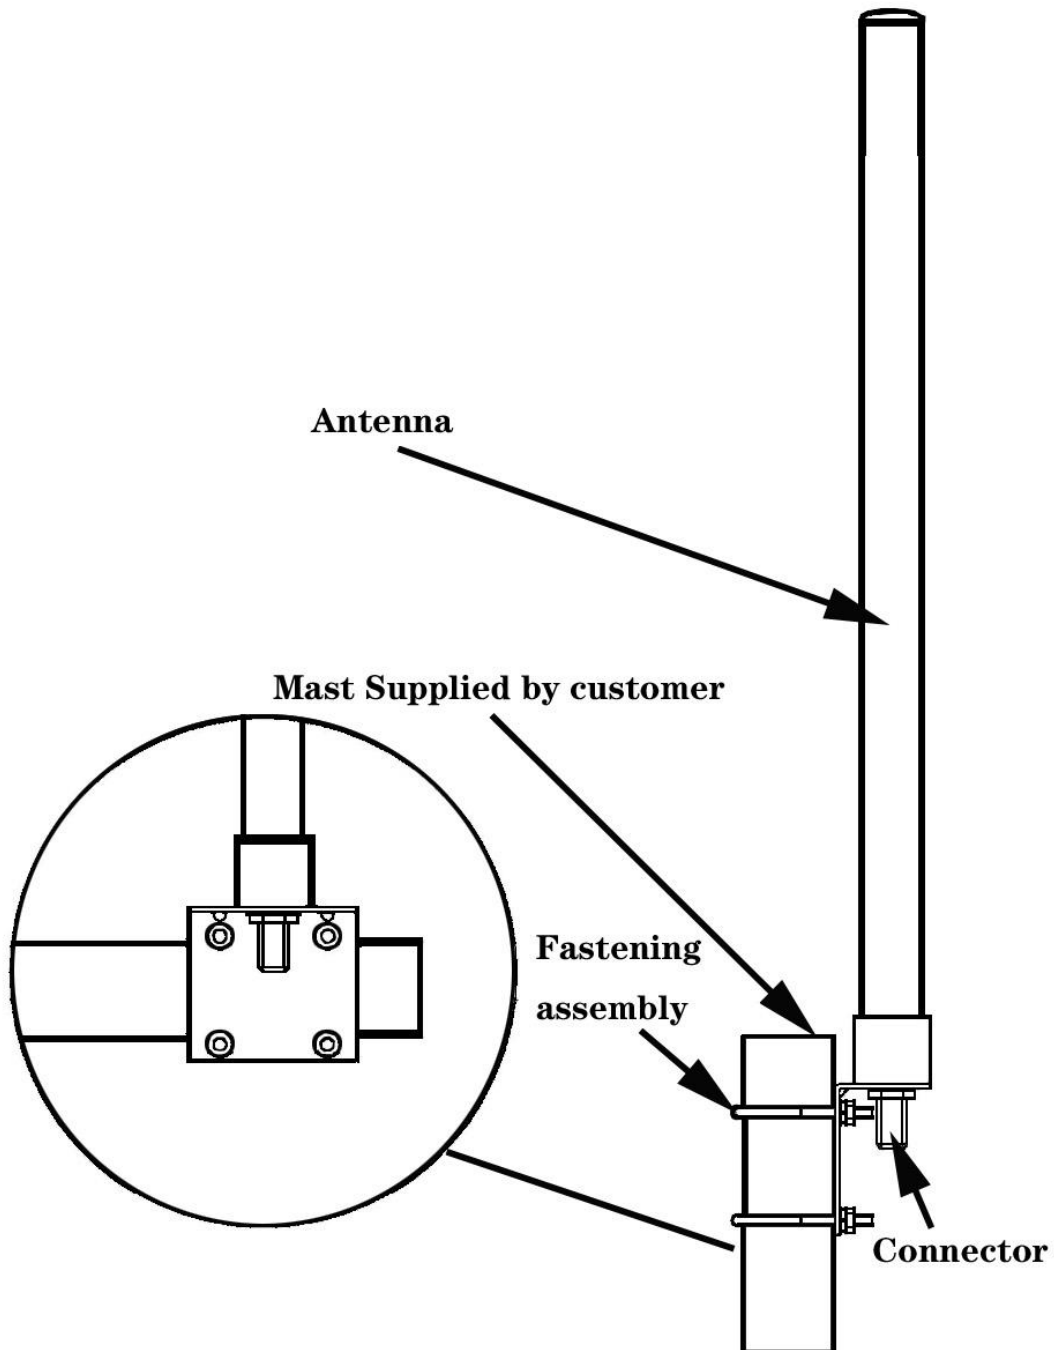 Antenna
Mast Supplied by customer
Fastening
assembly
Connector